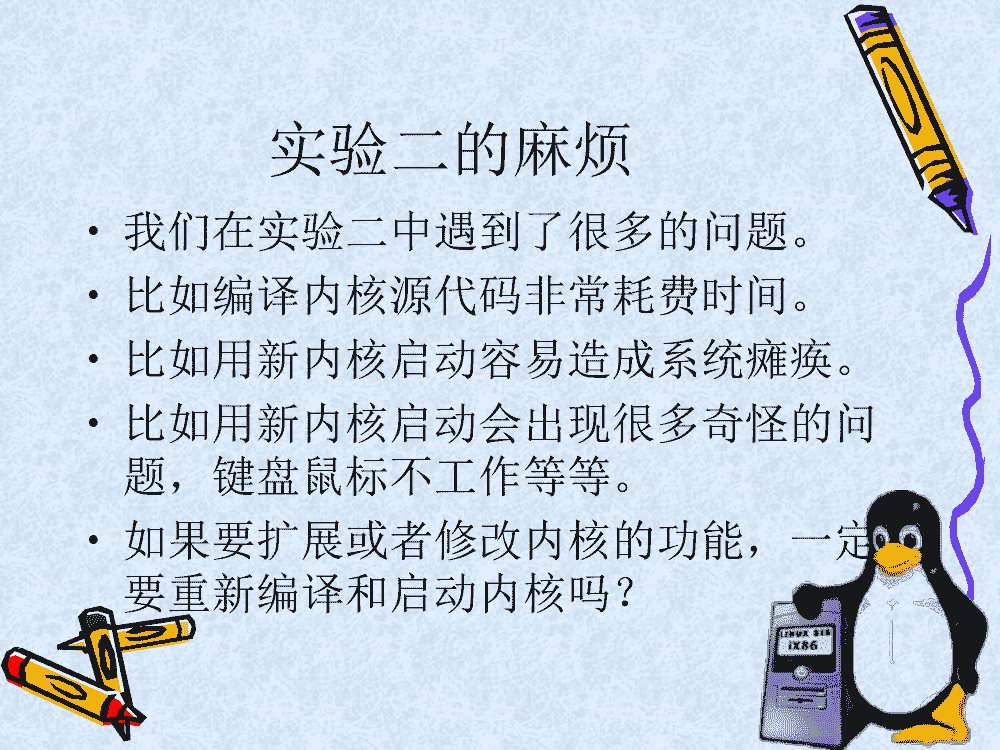 实验二的麻烦
• 我们在实验二中遇到了很多的问题。
• 比如编译内核源代码非常耗费时间。
• 比如用新内核启动容易造成系统瘫痪。
• 比如用新内核启动会出现很多奇怪的问
题，键盘鼠标不工作等等。
• 如果要扩展或者修改内核的功能，一定
要重新编译和启动内核吗？
iX86